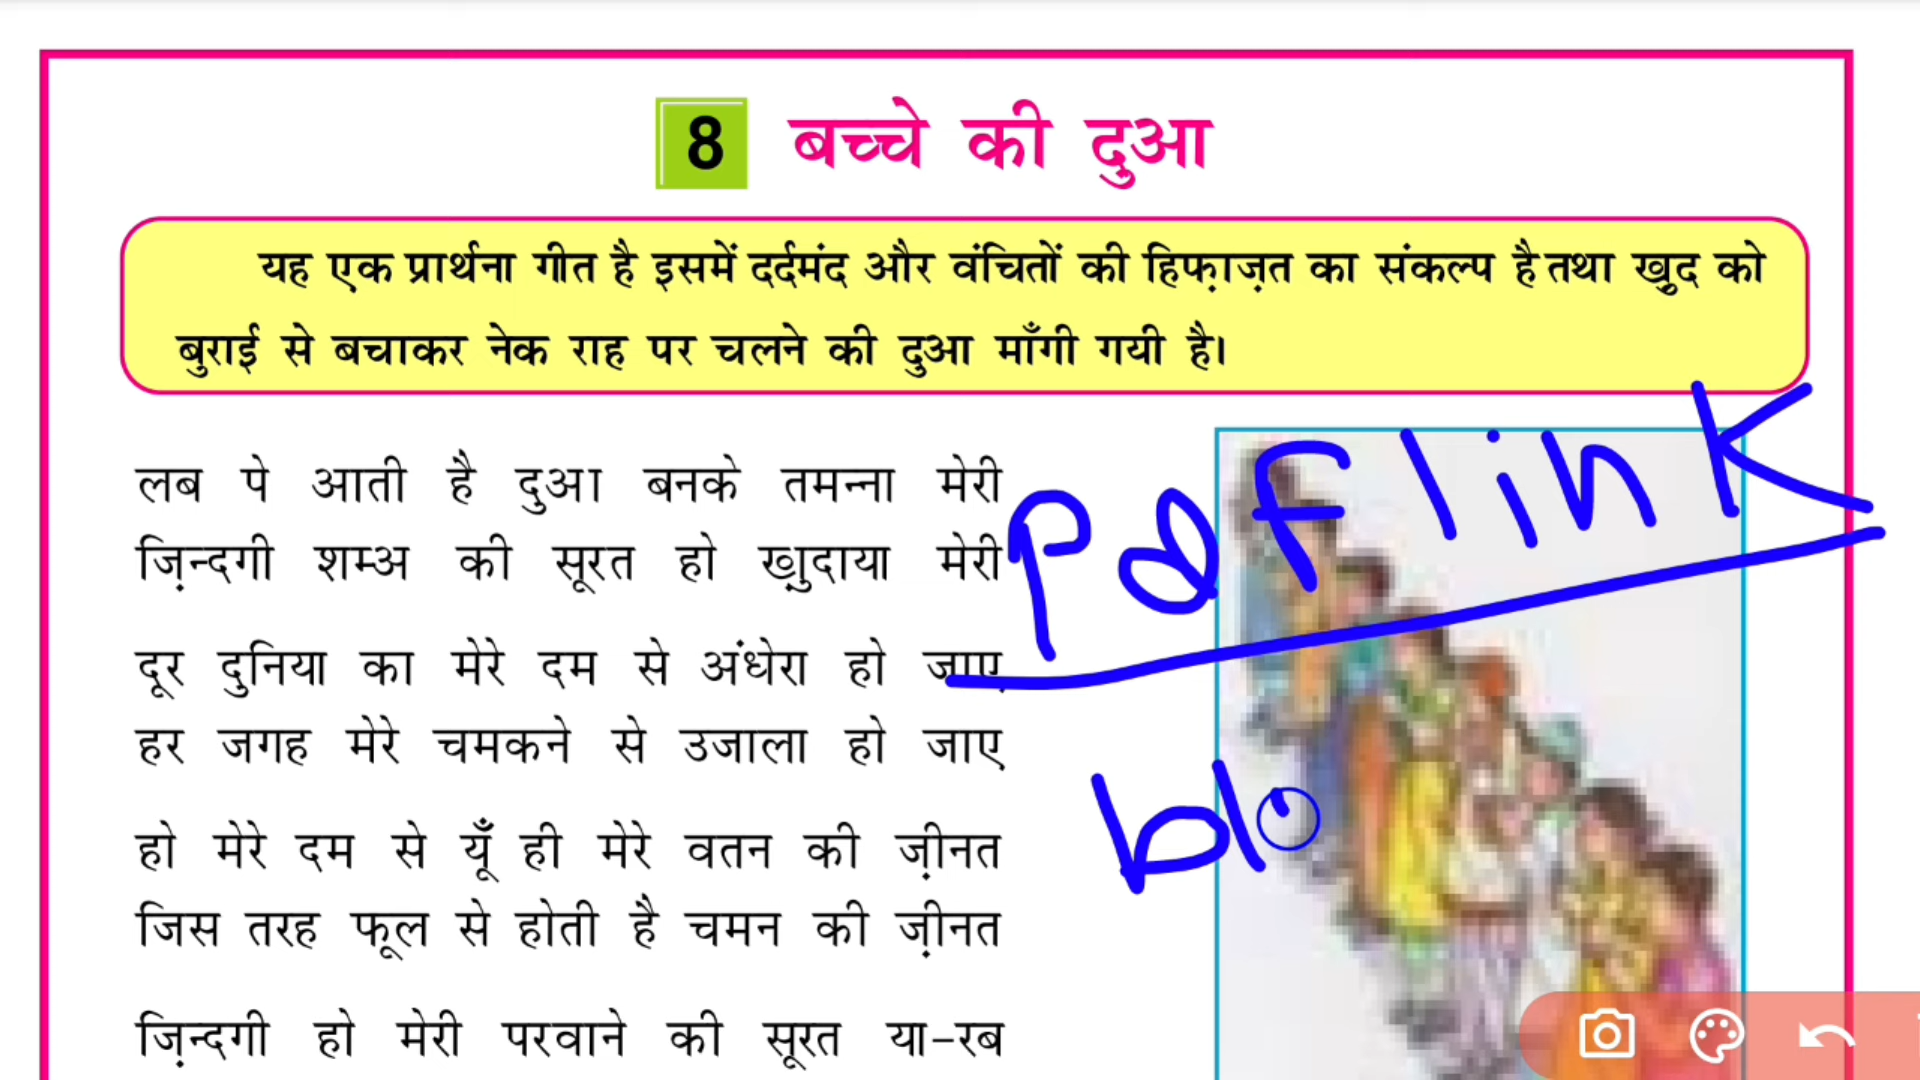 8 बच्चे की दुआ
यह एक प्रार्थना गीत है इसमें दर्दमंद और वंचितों की हिफ़ाज़त का संकल्प है तथा ख़ुद को
बुराई से बचाकर नेक राह पर चलने की दुआ माँगी गयी है।
लब पे आती है दुआ बनके तमन्ना मेरी
ज़िन्दगी शम्अ की सूरत हो ख़ुदाया मेरी
Pdf link
दूर दुनिया का मेरे दम से अंधेरा हो जाए
हर जगह मेरे चमकने से उजाला हो जाए
blo
हो मेरे दम से यूँ ही मेरे वतन की ज़ीनत
जिस तरह फूल से होती है चमन की ज़ीनत
ज़िन्दगी हो मेरी परवाने की सूरत या-रब